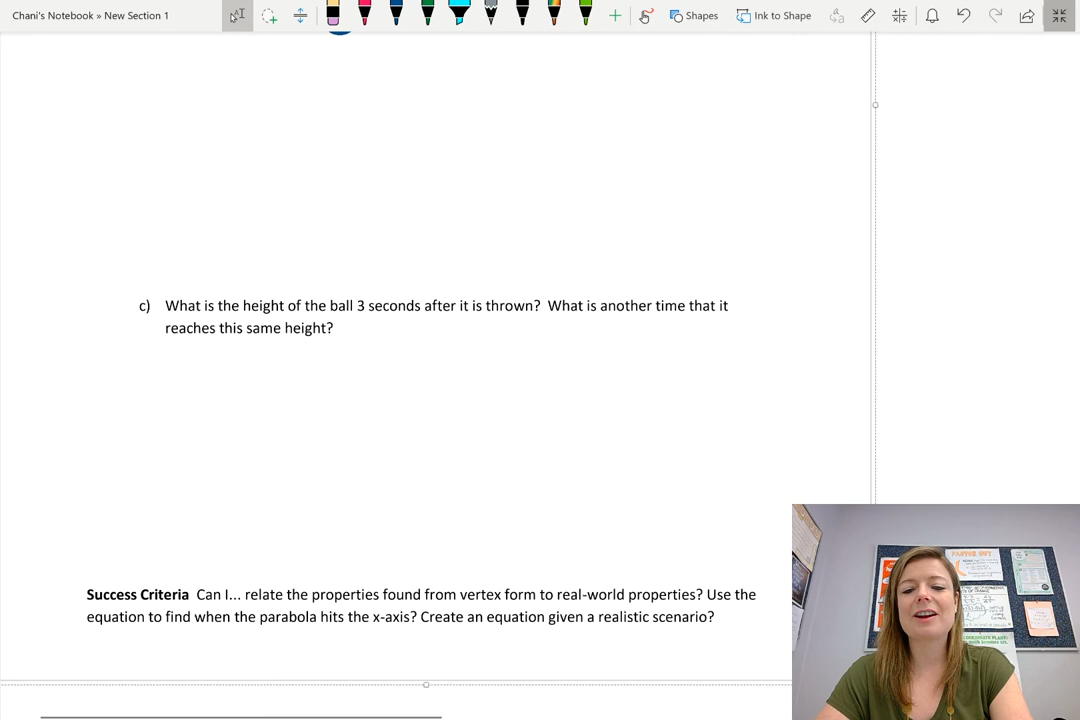 Chani's Notebook » New Section 1
Shapes
Ink to Shape
c) What is the height of the ball 3 seconds after it is thrown? What is another time that it
reaches this same height?
Success Criteria Can I... relate the properties found from vertex form to real-world properties? Use the
equation to find when the parabola hits the x-axis? Create an equation given a realistic scenario?
FACTOR OUT